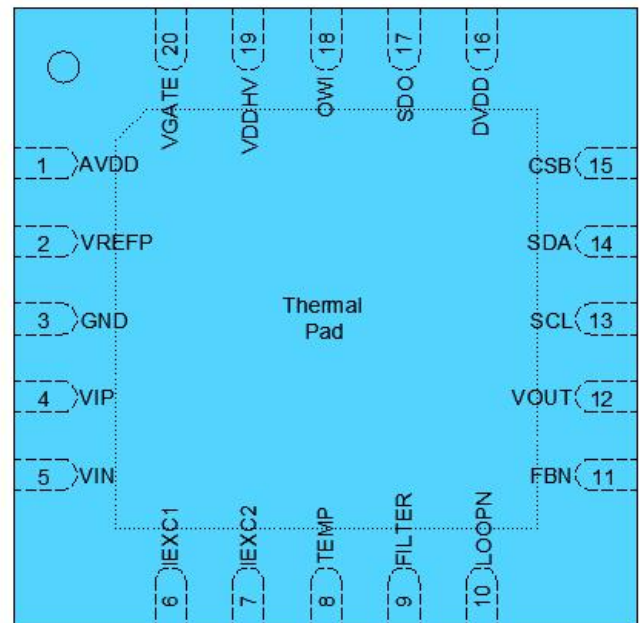 20 19 18 17 16
VGATE VDDHV OWI SDO DVDD
1 AVDD
CSB 15
2 VREFP
SDA 14
3 GND
Thermal
Pad
SCL 13
4 VIP
VOUT 12
5 VIN
FBN 11
IEXC1 IEXC2 TEMP FILTER LOOPN
6 7 8 9 10